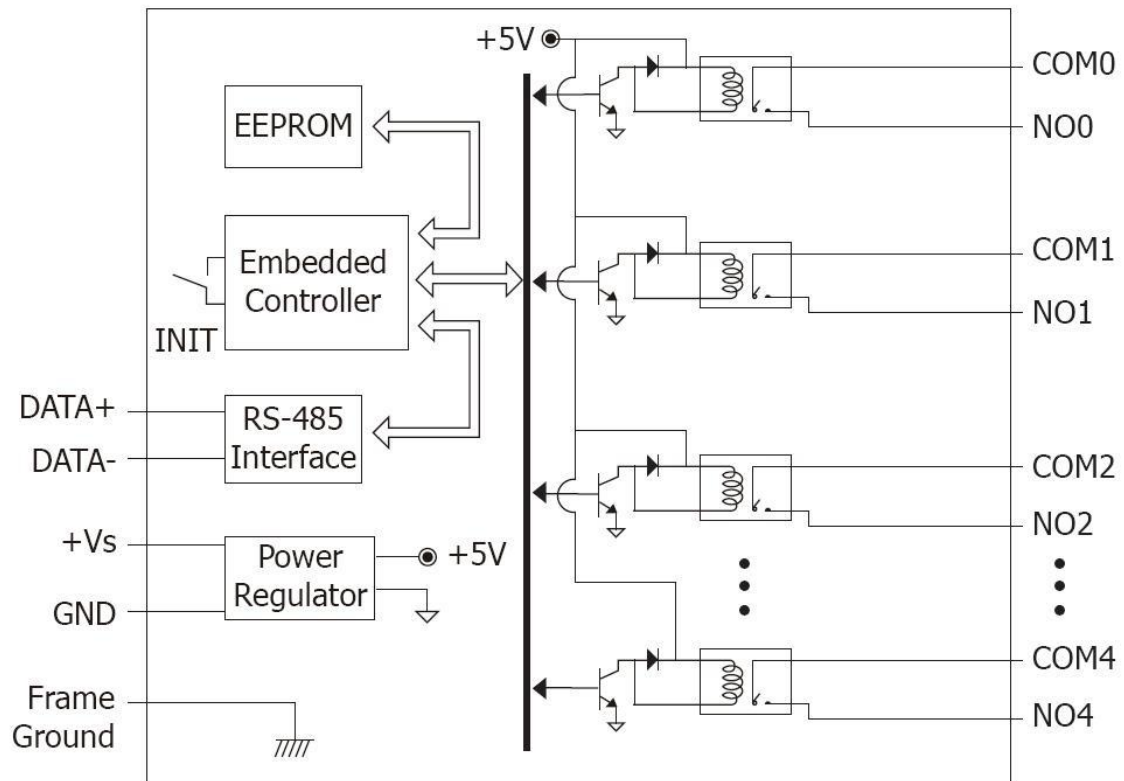 +5V
COM0
NO0
EEPROM
Embedded
Controller
INIT
COM1
NO1
DATA+
DATA-
RS-485
Interface
COM2
NO2
+Vs
GND
Power
Regulator
+5V
COM4
NO4
Frame
Ground